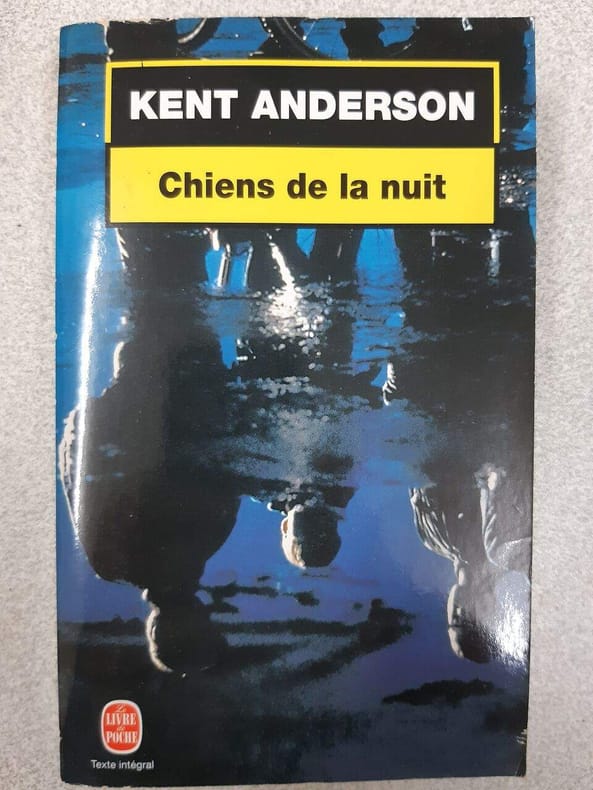 KENT ANDERSON
Chiens de la nuit
Le
LIVRE
de
POCHE
Texte intégral